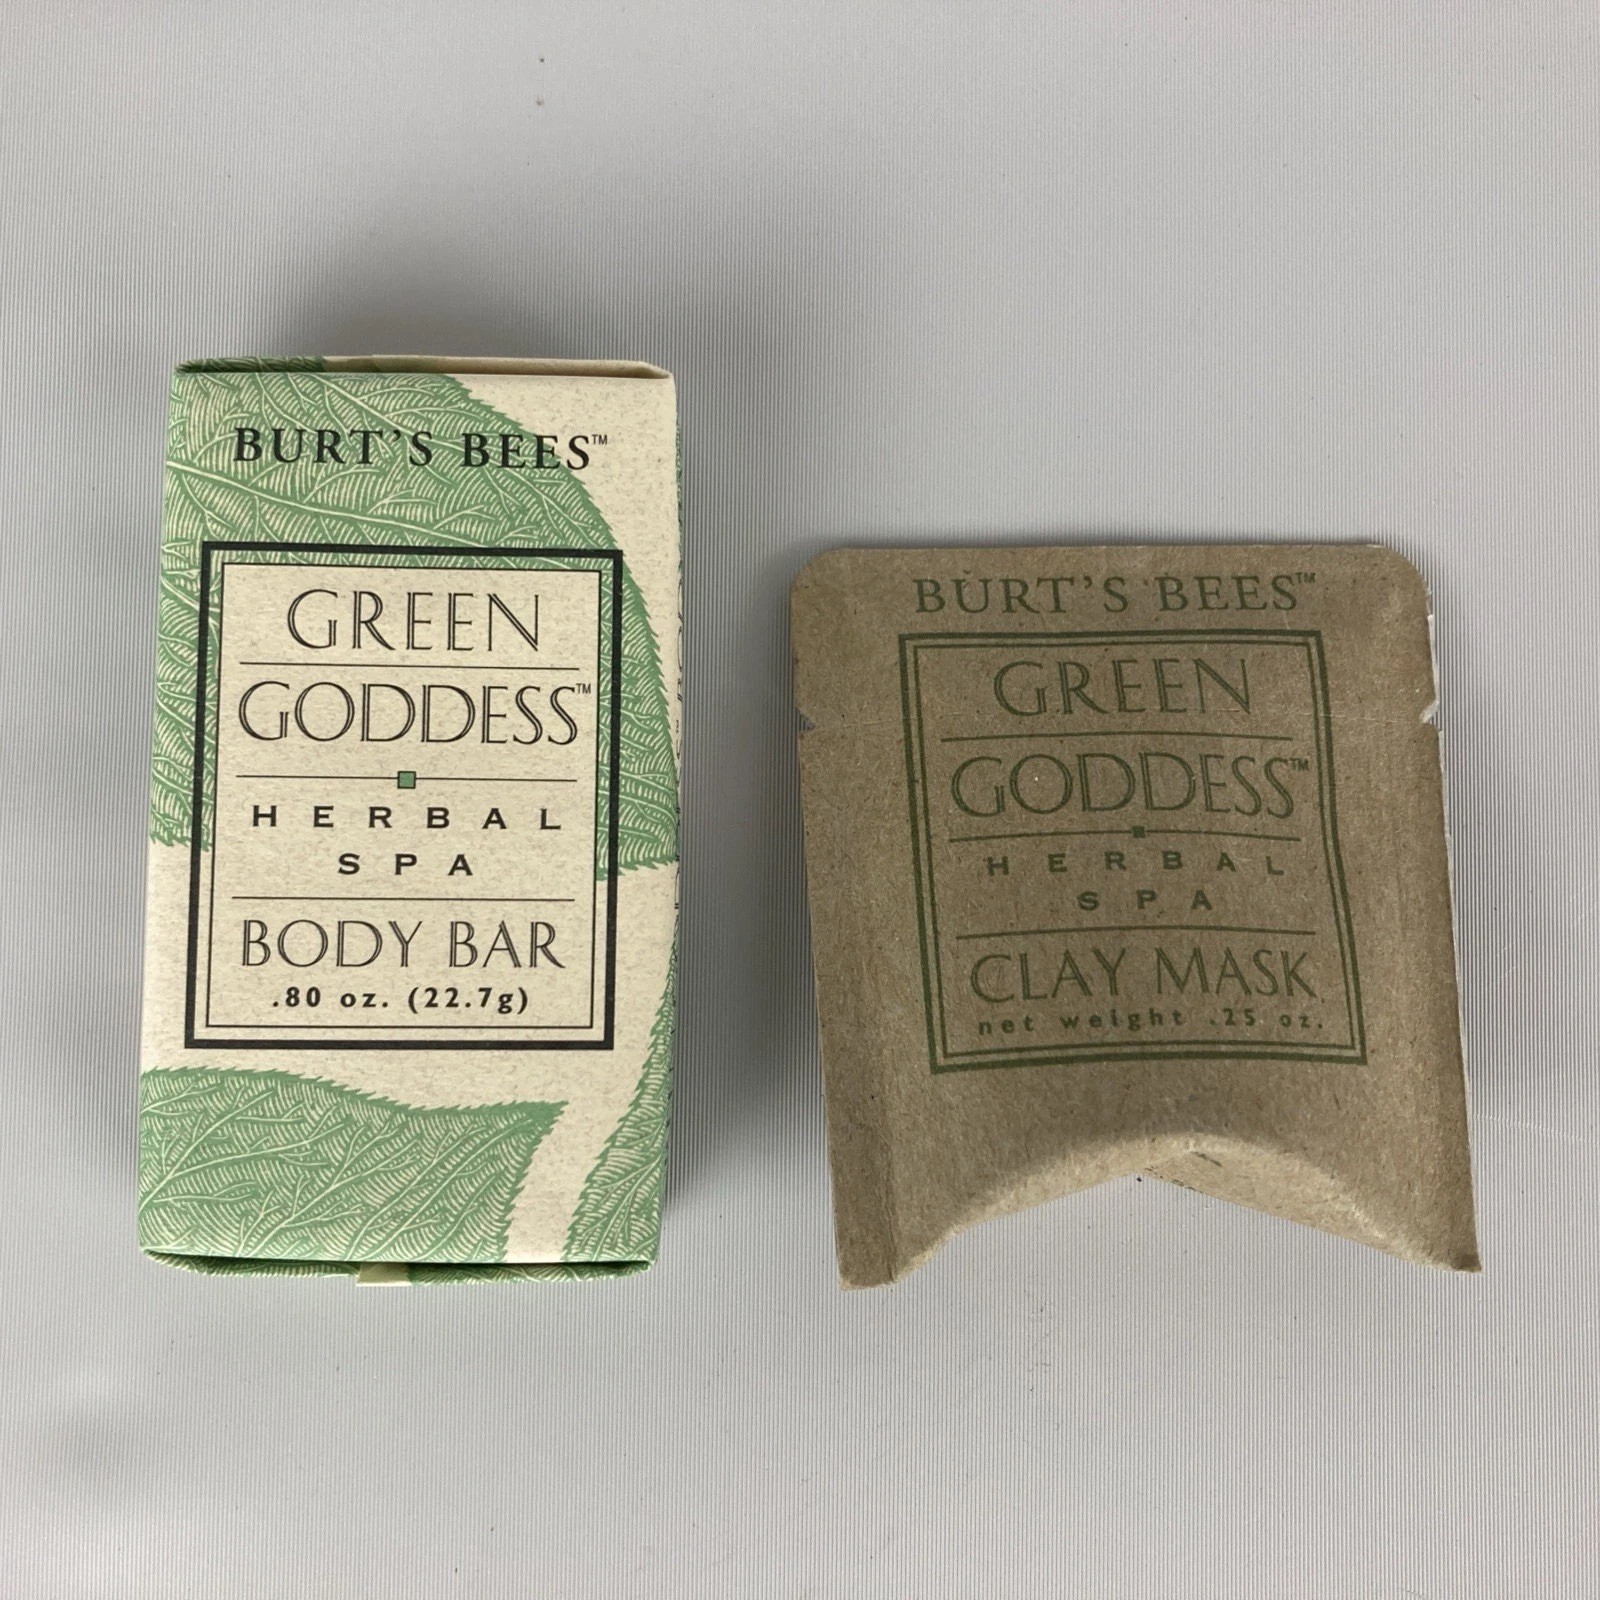 BURT'S BEES™
GREEN
GODDESS™
HERBAL
SPA
BODY BAR
.80 oz. (22.7g)
BURT'S BEES™
GREEN
GODDESS™
HERBAL
SPA
CLAY MASK
net weight .25 oz.